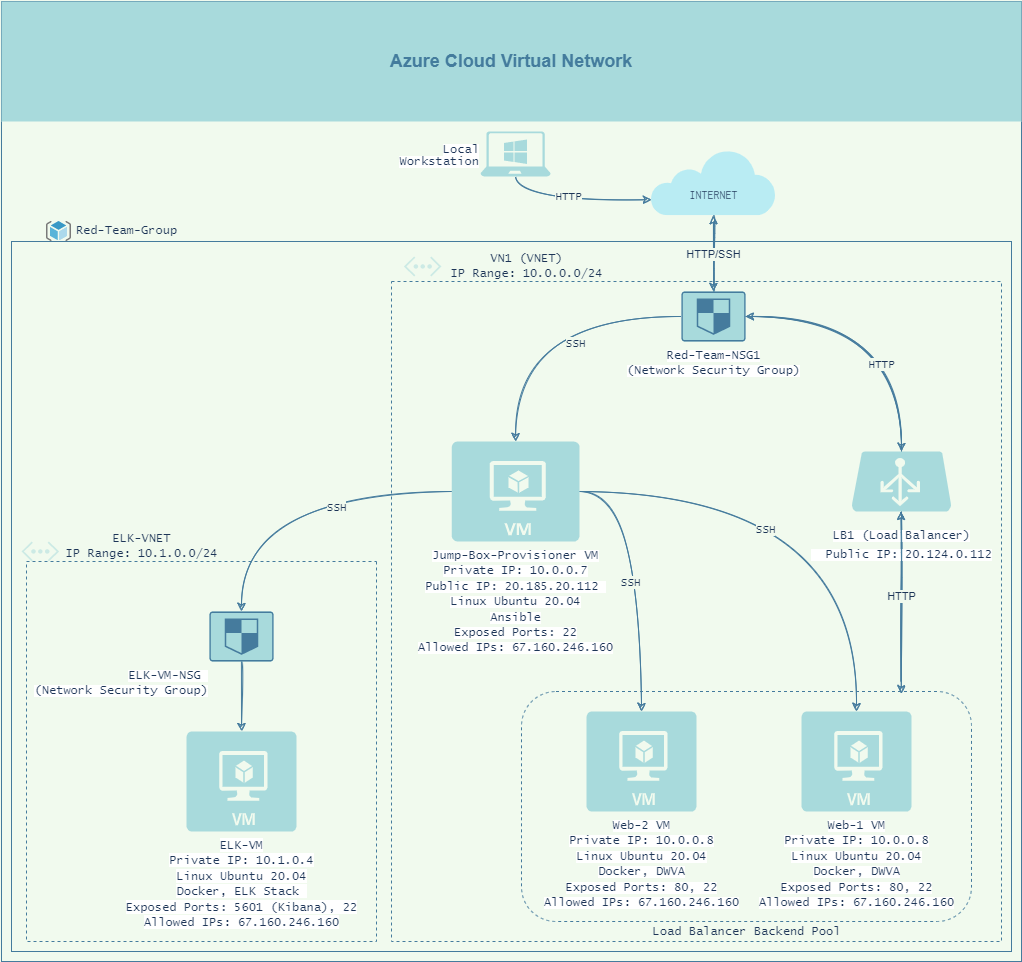 Azure Cloud Virtual Network
Local
Workstation
HTTP
INTERNET
Red-Team-Group
HTTP/SSH
VN1 (VNET)
IP Range: 10.0.0.0/24
SSH
Red-Team-NSG1
(Network Security Group)
HTTP
VM
SSH
SSH
LB1 (Load Balancer)
Public IP: 20.124.0.112
ELK-VNET
IP Range: 10.1.0.0/24
Jump-Box-Provisioner VM
Private IP: 10.0.0.7
Public IP: 20.185.20.112
Linux Ubuntu 20.04
Ansible
Exposed Ports: 22
Allowed IPs: 67.160.246.160
SSH
HTTP
ELK-VM-NSG
(Network Security Group)
VM
ELK-VM
Private IP: 10.1.0.4
Linux Ubuntu 20.04
Docker, ELK Stack
Exposed Ports: 5601 (Kibana), 22
Allowed IPs: 67.160.246.160
VM
Web-2 VM
Private IP: 10.0.0.8
Linux Ubuntu 20.04
Docker, DWVA
Exposed Ports: 80, 22
Allowed IPs: 67.160.246.160
VM
Web-1 VM
Private IP: 10.0.0.8
Linux Ubuntu 20.04
Docker, DWVA
Exposed Ports: 80, 22
Allowed IPs: 67.160.246.160
Load Balancer Backend Pool